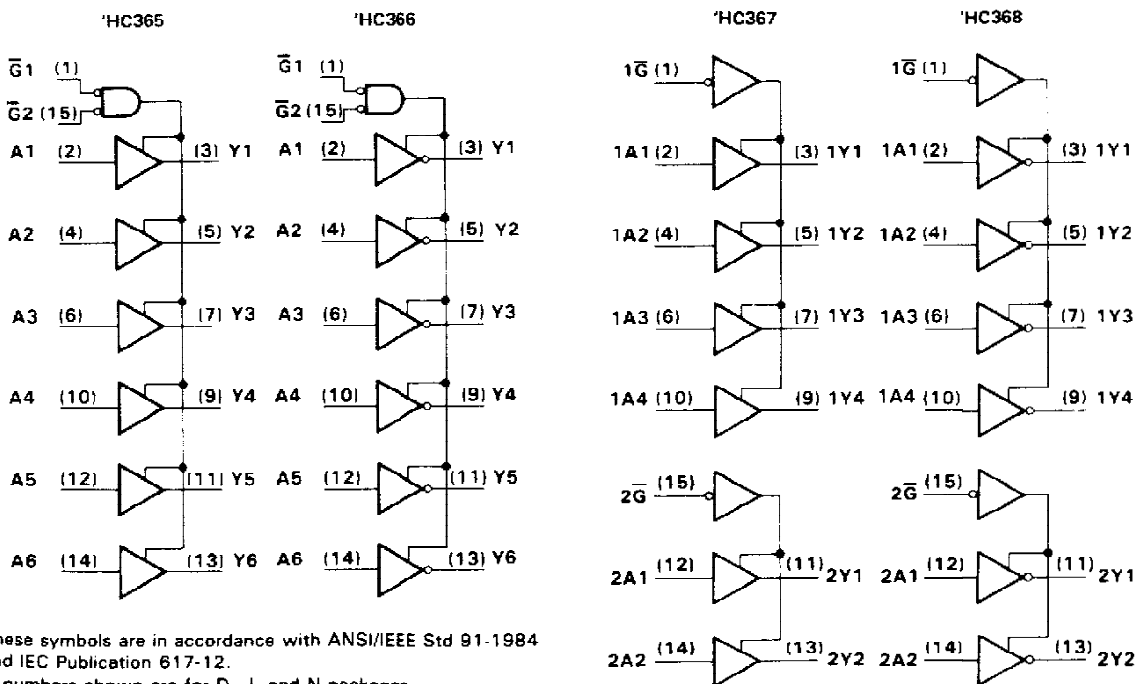 'HC365
G̅1 (1)
G̅2 (15)
A1 (2) (3) Y1
A2 (4) (5) Y2
A3 (6) (7) Y3
A4 (10) (9) Y4
A5 (12) (11) Y5
A6 (14) (13) Y6
'HC366
G̅1 (1)
G̅2 (15)
A1 (2) (3) Y1
A2 (4) (5) Y2
A3 (6) (7) Y3
A4 (10) (9) Y4
A5 (12) (11) Y5
A6 (14) (13) Y6
'HC367
1G̅ (1)
1A1 (2) (3) 1Y1
1A2 (4) (5) 1Y2
1A3 (6) (7) 1Y3
1A4 (10) (9) 1Y4
2G̅ (15)
2A1 (12) (11) 2Y1
2A2 (14) (13) 2Y2
'HC368
1G̅ (1)
1A1 (2) (3) 1Y1
1A2 (4) (5) 1Y2
1A3 (6) (7) 1Y3
1A4 (10) (9) 1Y4
2G̅ (15)
2A1 (12) (11) 2Y1
2A2 (14) (13) 2Y2
hese symbols are in accordance with ANSI/IEEE Std 91-1984
d IEC Publication 617-12.
numbers shown are for D, J, and N packages